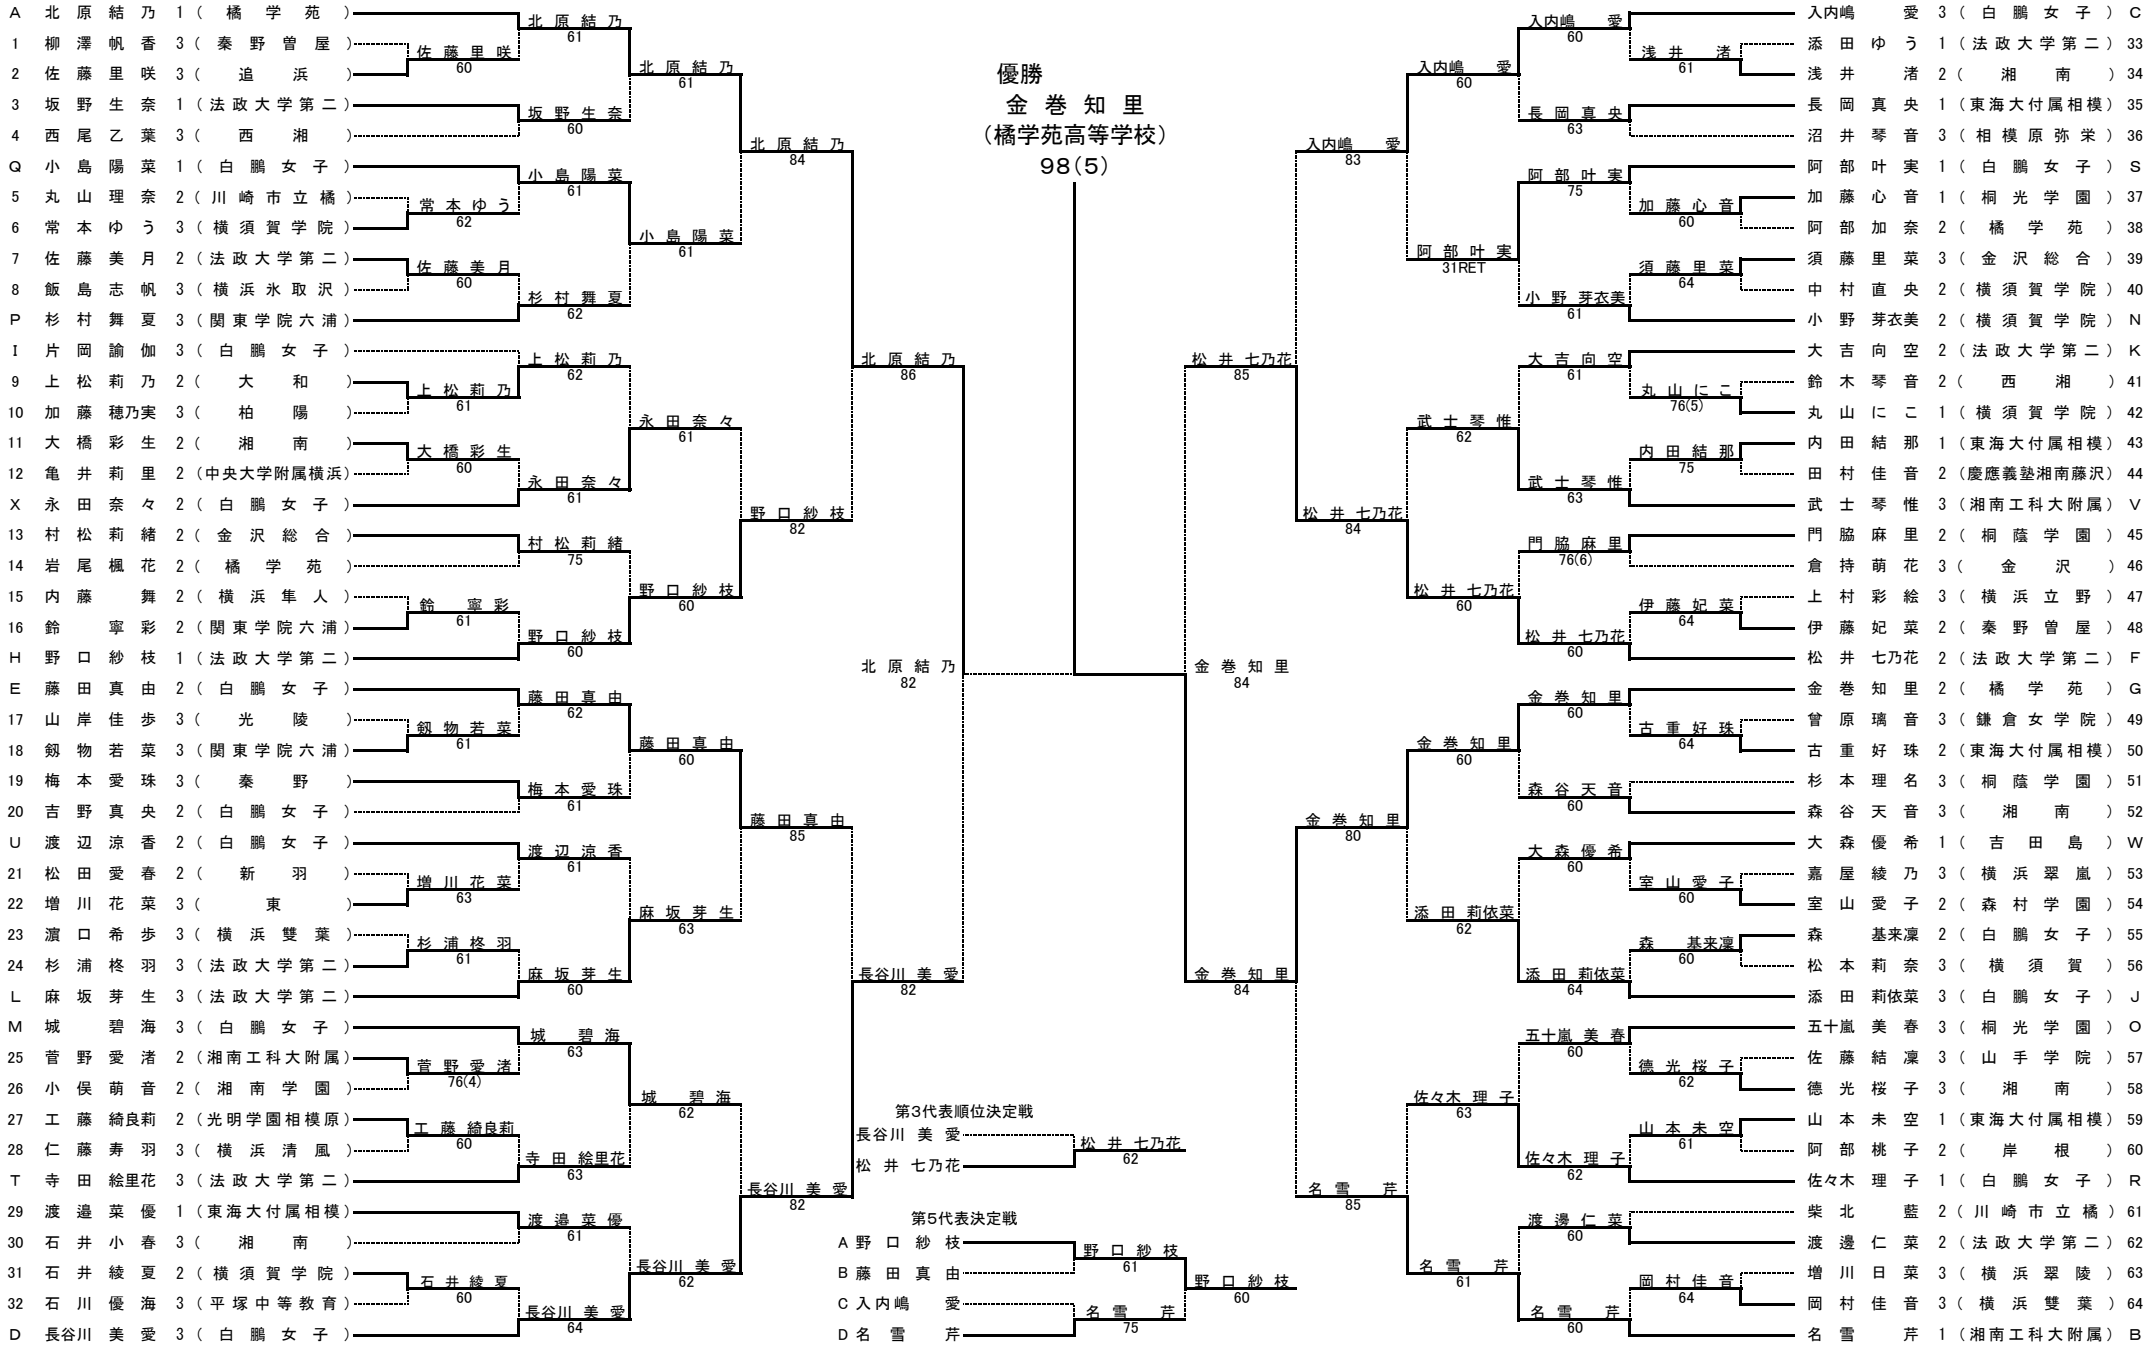 A 北原結乃 1 (橘学苑)
1 柳澤帆香 3 (秦野曽屋)
2 佐藤里咲 3 (追浜)
3 坂野生奈 1 (法政大学第二)
4 西尾乙葉 3 (西湘)
Q 小島陽菜 1 (白鵬女子)
5 丸山理奈 2 (川崎市立橘)
6 常本ゆう 3 (横須賀学院)
7 佐藤美月 2 (法政大学第二)
8 飯島志帆 3 (横浜氷取沢)
P 杉村舞夏 3 (関東学院六浦)
I 片岡諭伽 3 (白鵬女子)
9 上松莉乃 2 (大和)
10 加藤穂乃実 3 (柏陽)
11 大橋彩生 2 (湘南)
12 亀井莉里 2 (中央大学附属横浜)
X 永田奈々 2 (白鵬女子)
13 村松莉緒 2 (金沢総合)
14 岩尾楓花 2 (橘学苑)
15 内藤舞 2 (横浜隼人)
16 鈴寧彩 2 (関東学院六浦)
H 野口紗枝 1 (法政大学第二)
E 藤田真由 2 (白鵬女子)
17 山岸佳歩 3 (光陵)
18 剱物若菜 3 (関東学院六浦)
19 梅本愛珠 3 (秦野)
20 吉野真央 2 (白鵬女子)
U 渡辺涼香 2 (白鵬女子)
21 松田愛春 2 (新羽)
22 増川花菜 3 (東)
23 濵口希歩 3 (横浜雙葉)
24 杉浦柊羽 3 (法政大学第二)
L 麻坂芽生 3 (法政大学第二)
M 城碧海 3 (白鵬女子)
25 菅野愛渚 2 (湘南工科大附属)
26 小俣萌音 2 (湘南学園)
27 工藤綺良莉 2 (光明学園相模原)
28 仁藤寿羽 3 (横浜清風)
T 寺田絵里花 3 (法政大学第二)
29 渡邉菜優 1 (東海大付属相模)
30 石井小春 3 (湘南)
31 石井綾夏 2 (横須賀学院)
32 石川優海 3 (平塚中等教育)
D 長谷川美愛 3 (白鵬女子)
佐藤里咲
60
常本ゆう
62
佐藤美月
60
上松莉乃
61
大橋彩生
60
鈴寧彩
61
剱物若菜
61
増川花菜
63
杉浦柊羽
61
菅野愛渚
76(4)
工藤綺良莉
60
石井綾夏
60
北原結乃
61
坂野生奈
60
小島陽菜
61
杉村舞夏
62
上松莉乃
62
永田奈々
61
村松莉緒
75
野口紗枝
60
藤田真由
62
梅本愛珠
61
渡辺涼香
61
麻坂芽生
60
城碧海
63
寺田絵里花
63
渡邉菜優
61
長谷川美愛
64
北原結乃
61
小島陽菜
61
永田奈々
61
野口紗枝
60
藤田真由
60
麻坂芽生
63
城碧海
62
長谷川美愛
62
北原結乃
84
野口紗枝
82
藤田真由
85
長谷川美愛
82
北原結乃
86
長谷川美愛
82
北原結乃
82
優勝
金巻知里
(橘学苑高等学校)
98(5)
金巻知里
84
松井七乃花
85
金巻知里
84
入内嶋愛
83
松井七乃花
84
金巻知里
80
名雪芹
85
入内嶋愛
60
阿部叶実
31RET
武士琴惟
62
松井七乃花
60
金巻知里
60
添田莉依菜
62
佐々木理子
63
名雪芹
61
入内嶋愛
60
長岡真央
63
阿部叶実
75
小野芽衣美
61
大吉向空
61
武士琴惟
63
門脇麻里
76(6)
松井七乃花
60
金巻知里
60
森谷天音
60
大森優希
60
添田莉依菜
64
五十嵐美春
60
佐々木理子
62
渡邊仁菜
60
名雪芹
60
浅井渚
61
加藤心音
60
須藤里菜
64
丸山にこ
76(5)
内田結那
75
伊藤妃菜
64
古重好珠
64
室山愛子
60
森基来凜
60
德光桜子
62
山本未空
61
岡村佳音
64
入内嶋愛 3 (白鵬女子) C
添田ゆう 1 (法政大学第二) 33
浅井渚 2 (湘南) 34
長岡真央 1 (東海大付属相模) 35
沼井琴音 3 (相模原弥栄) 36
阿部叶実 1 (白鵬女子) S
加藤心音 1 (桐光学園) 37
阿部加奈 2 (橘学苑) 38
須藤里菜 3 (金沢総合) 39
中村直央 2 (横須賀学院) 40
小野芽衣美 2 (横須賀学院) N
大吉向空 2 (法政大学第二) K
鈴木琴音 2 (西湘) 41
丸山にこ 1 (横須賀学院) 42
内田結那 1 (東海大付属相模) 43
田村佳音 2 (慶應義塾湘南藤沢) 44
武士琴惟 3 (湘南工科大附属) V
門脇麻里 2 (桐蔭学園) 45
倉持萌花 3 (金沢) 46
上村彩絵 3 (横浜立野) 47
伊藤妃菜 2 (秦野曽屋) 48
松井七乃花 2 (法政大学第二) F
金巻知里 2 (橘学苑) G
曾原璃音 3 (鎌倉女学院) 49
古重好珠 2 (東海大付属相模) 50
杉本理名 3 (桐蔭学園) 51
森谷天音 3 (湘南) 52
大森優希 1 (吉田島) W
嘉屋綾乃 3 (横浜翠嵐) 53
室山愛子 2 (森村学園) 54
森基来凜 2 (白鵬女子) 55
松本莉奈 3 (横須賀) 56
添田莉依菜 3 (白鵬女子) J
五十嵐美春 3 (桐光学園) O
佐藤結凜 3 (山手学院) 57
德光桜子 3 (湘南) 58
山本未空 1 (東海大付属相模) 59
阿部桃子 2 (岸根) 60
佐々木理子 1 (白鵬女子) R
柴北藍 2 (川崎市立橘) 61
渡邊仁菜 2 (法政大学第二) 62
増川日菜 3 (横浜翠陵) 63
岡村佳音 3 (横浜雙葉) 64
名雪芹 1 (湘南工科大附属) B
第3代表順位決定戦
長谷川美愛
松井七乃花
松井七乃花
62
第5代表決定戦
A 野口紗枝
B 藤田真由
C 入内嶋愛
D 名雪芹
野口紗枝
61
名雪芹
75
野口紗枝
60